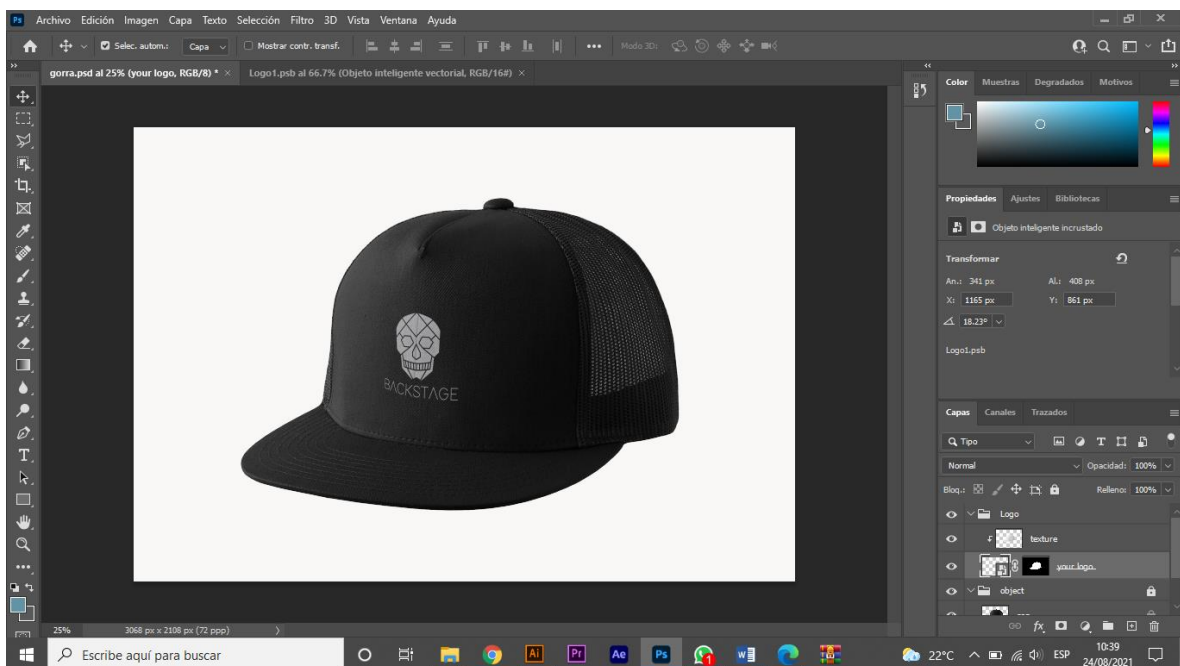 Ps Archivo Edición Imagen Capa Texto Selección Filtro 3D Vista Ventana Ayuda
Selec. autom.: Capa Mostrar contr. transf. Modo 3D:
gorra.psd al 25% (your logo, RGB/8) * × Logo1.psb al 66.7% (Objeto inteligente vectorial, RGB/16#) ×
Color Muestras Degradados Motivos
Propiedades Ajustes Bibliotecas
Objeto inteligente incrustado
Transformar
An.: 341 px Al.: 408 px
X: 1165 px Y: 861 px
18.23°
Logo1.psb
BACKSTAGE
Capas Canales Trazados
Tipo
Normal Opacidad: 100%
Bloq.: Relleno: 100%
Logo
texture
your logo
object
25% 3068 px x 2108 px (72 ppp)
Escribe aquí para buscar
Ai Pr Ae Ps
22°C ESP
10:39
24/08/2021